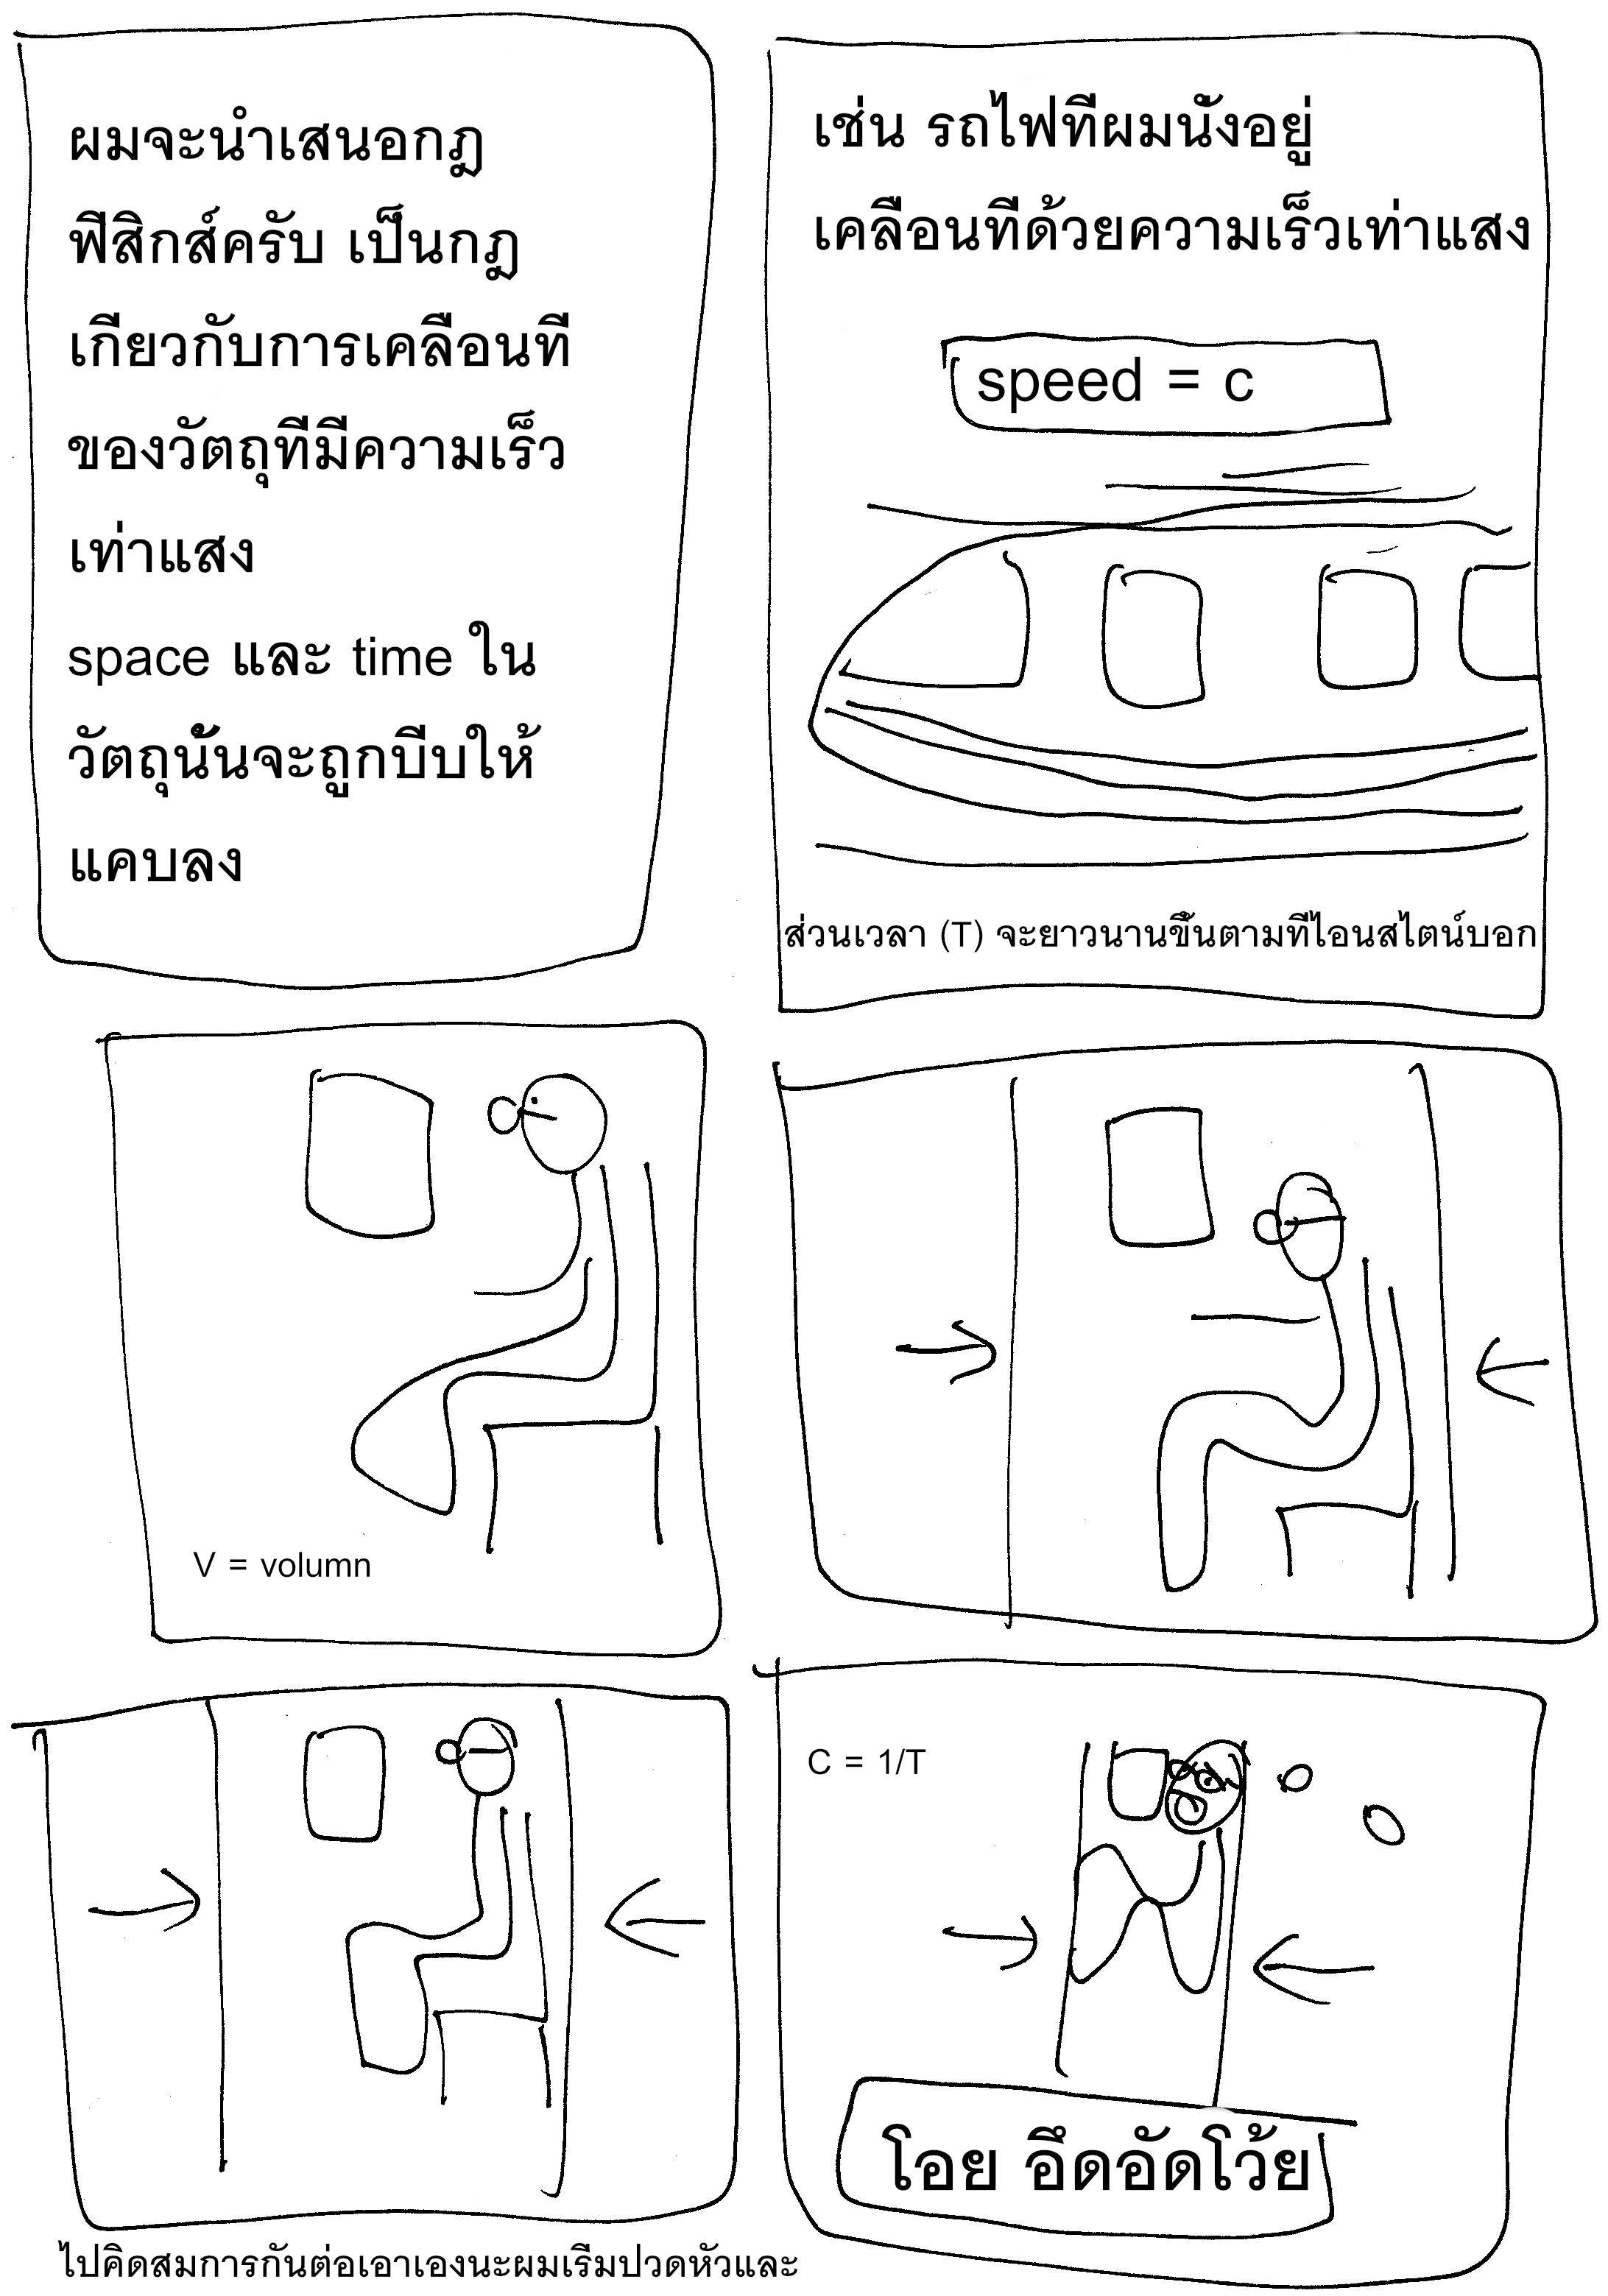 ผมจะนำเสนอกฎ
ฟิสิกส์ครับ เป็นกฎ
เกี่ยวกับการเคลื่อนที่
ของวัตถุที่มีความเร็ว
เท่าแสง
space และ time ใน
วัตถุนั้นจะถูกบีบให้
แคบลง
เช่น รถไฟที่ผมนั่งอยู่
เคลื่อนที่ด้วยความเร็วเท่าแสง
speed = c
ส่วนเวลา (T) จะยาวนานขึ้นตามที่ไอนสไตน์บอก
V = volumn
C = 1/T
โอย อึดอัดโว้ย
ไปคิดสมการกันต่อเอาเองนะผมเริ่มปวดหัวและ